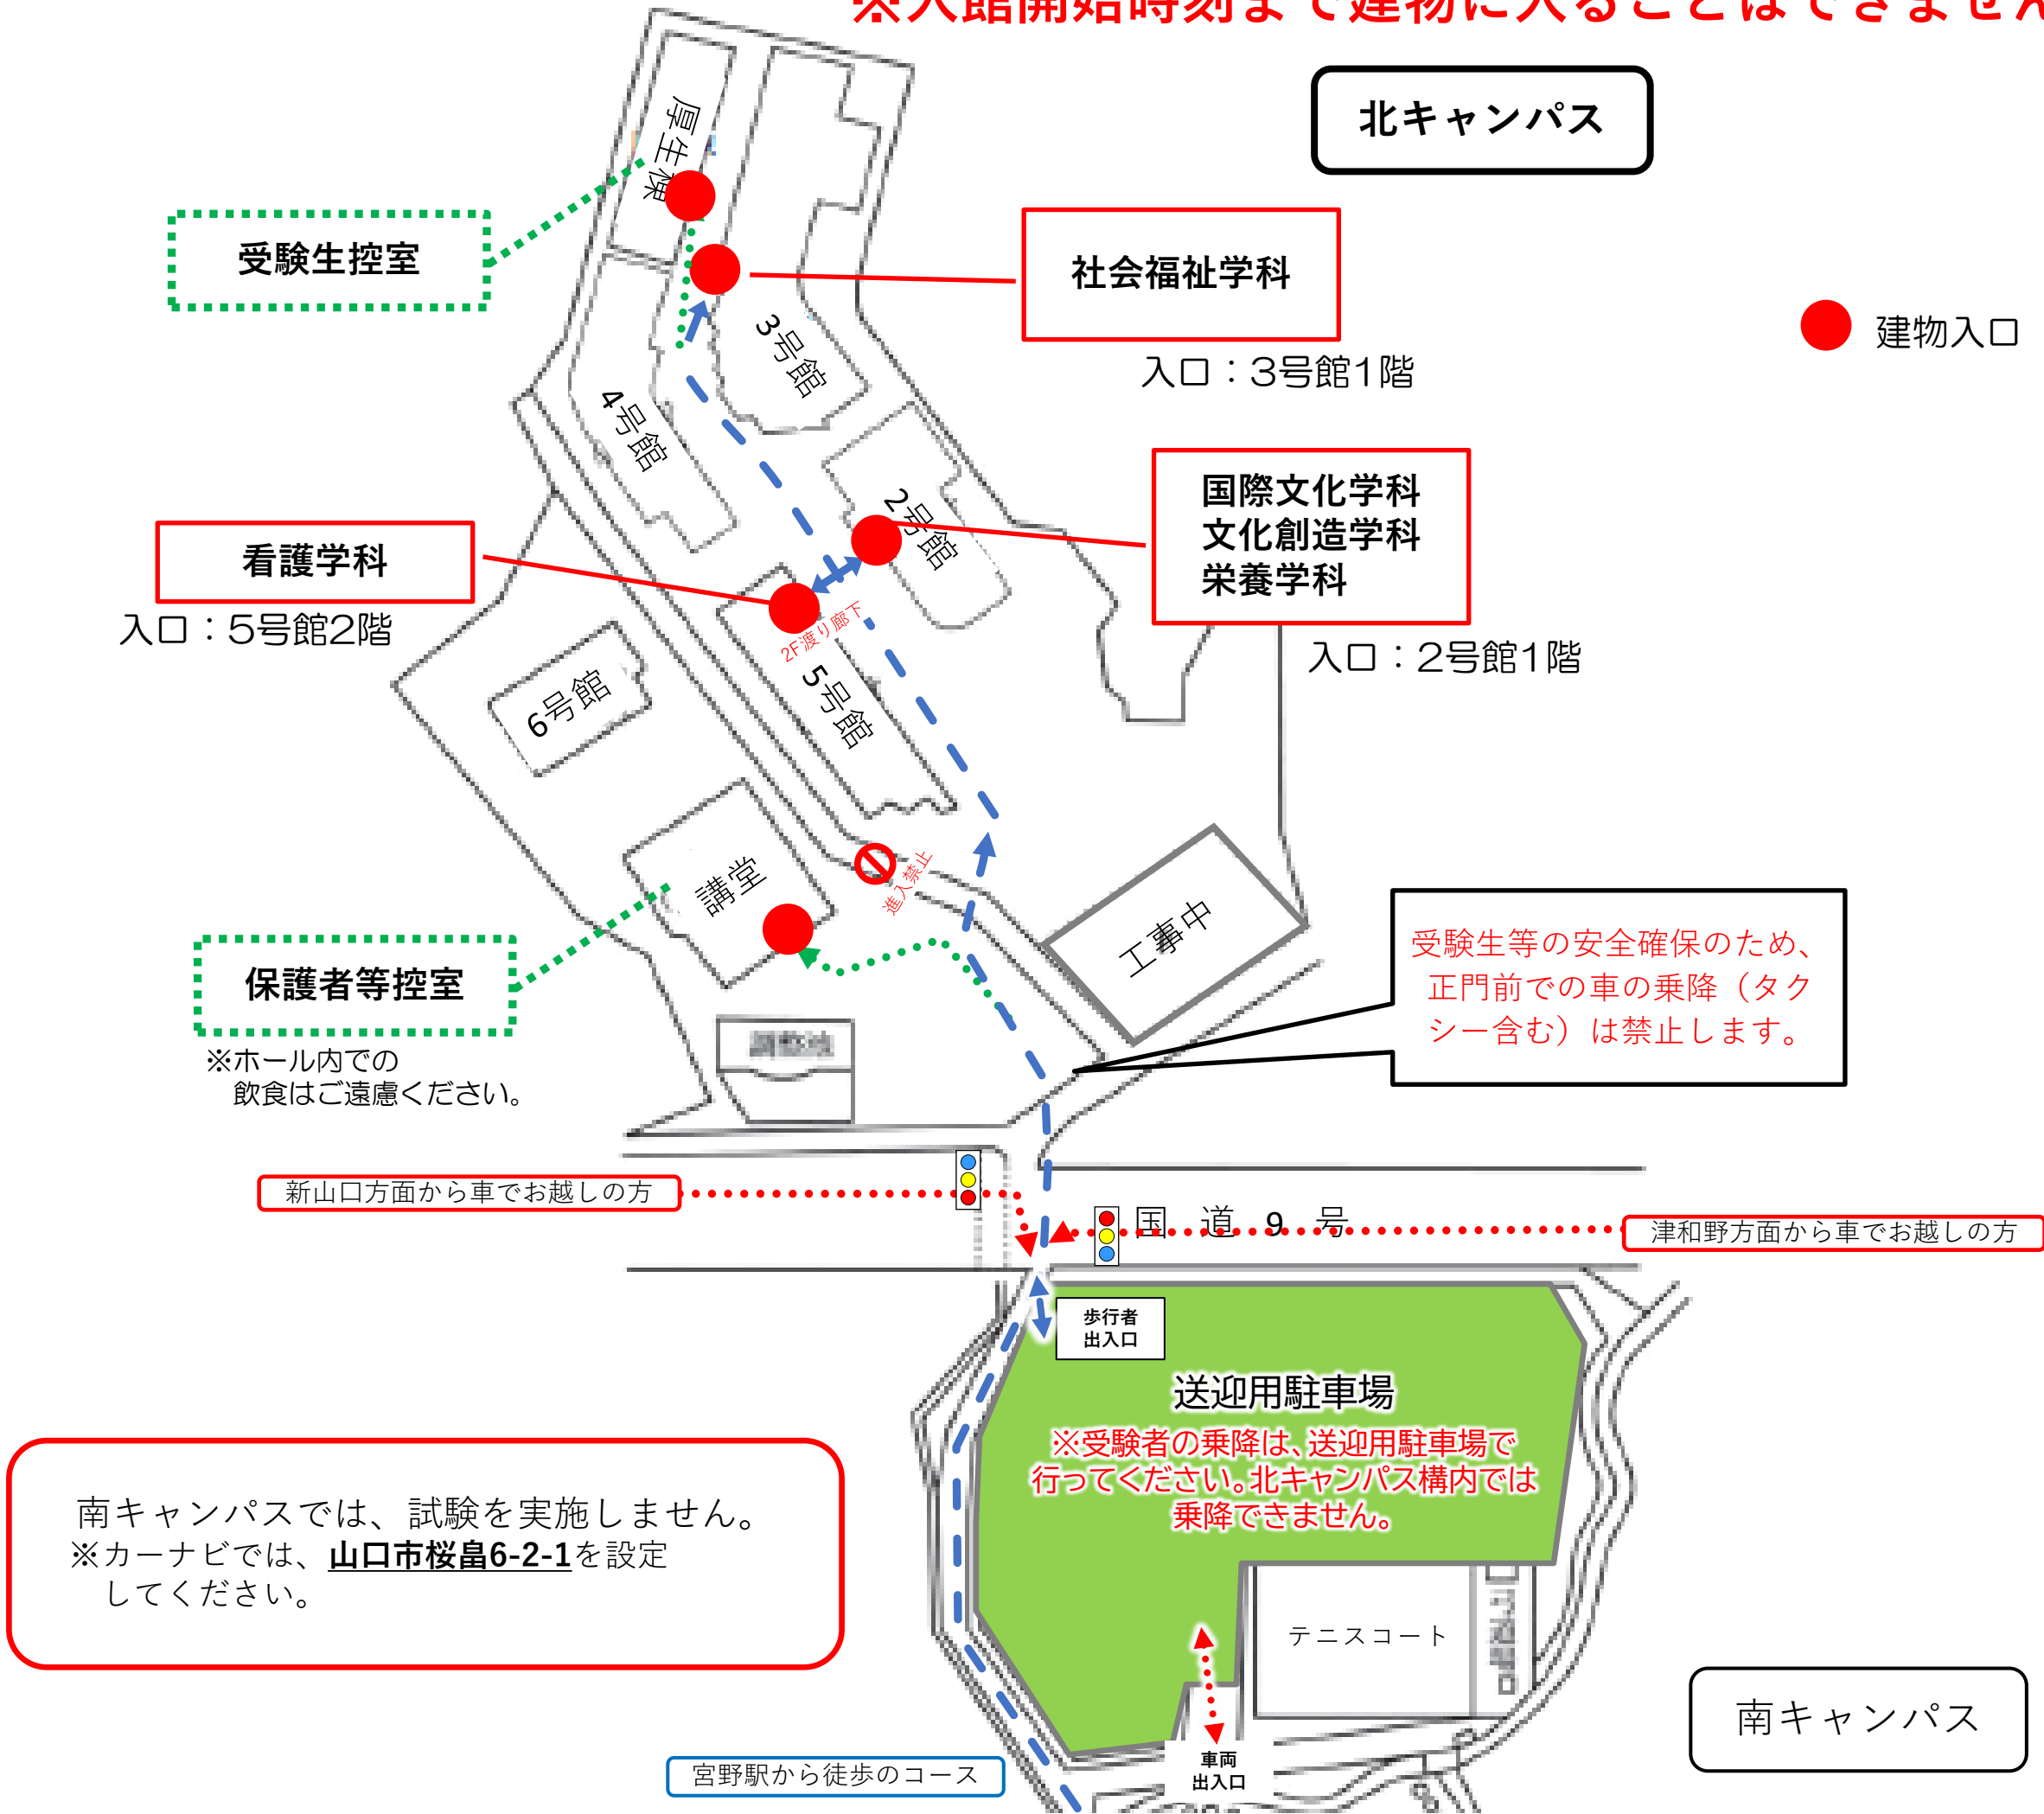 ※入館開始時刻まで建物に入ることはできません
北キャンパス
厚生棟
受験生控室
社会福祉学科
入口：3号館1階
建物入口
3号館
4号館
国際文化学科
文化創造学科
栄養学科
入口：2号館1階
2号館
看護学科
入口：5号館2階
2F渡り廊下
5号館
6号館
講堂
進入禁止
工事中
受験生等の安全確保のため、
正門前での車の乗降（タク
シー含む）は禁止します。
保護者等控室
※ホール内での
飲食はご遠慮ください。
新山口方面から車でお越しの方
国道9号
津和野方面から車でお越しの方
歩行者
出入口
送迎用駐車場
※受験者の乗降は、送迎用駐車場で
行ってください。北キャンパス構内では
乗降できません。
南キャンパスでは、試験を実施しません。
※カーナビでは、山口市桜畠6-2-1を設定
してください。
テニスコート
南キャンパス
宮野駅から徒歩のコース
車両
出入口